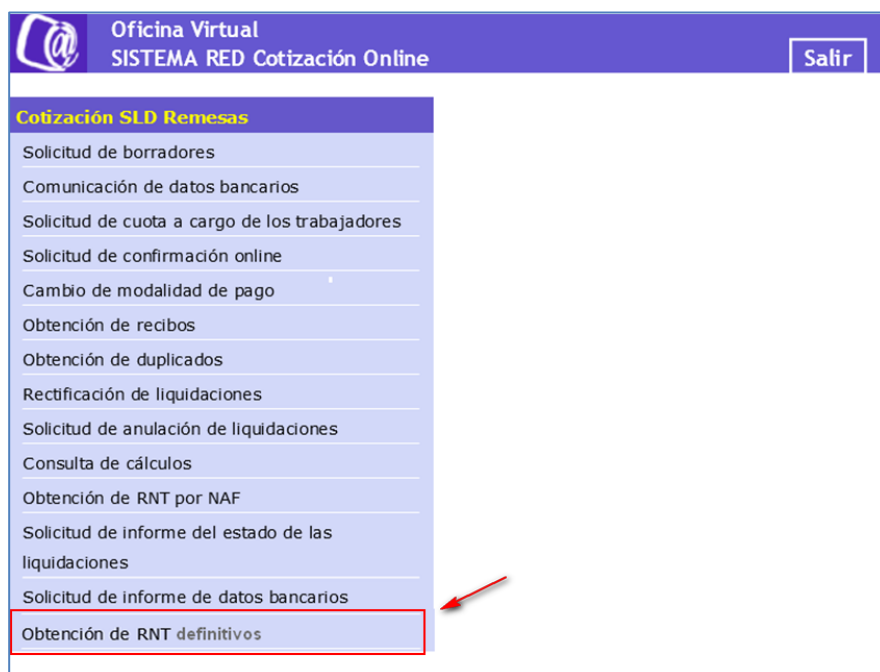 Oficina Virtual
SISTEMA RED Cotización Online
Salir
Cotización SLD Remesas
Solicitud de borradores
Comunicación de datos bancarios
Solicitud de cuota a cargo de los trabajadores
Solicitud de confirmación online
Cambio de modalidad de pago
Obtención de recibos
Obtención de duplicados
Rectificación de liquidaciones
Solicitud de anulación de liquidaciones
Consulta de cálculos
Obtención de RNT por NAF
Solicitud de informe del estado de las
liquidaciones
Solicitud de informe de datos bancarios
Obtención de RNT definitivos